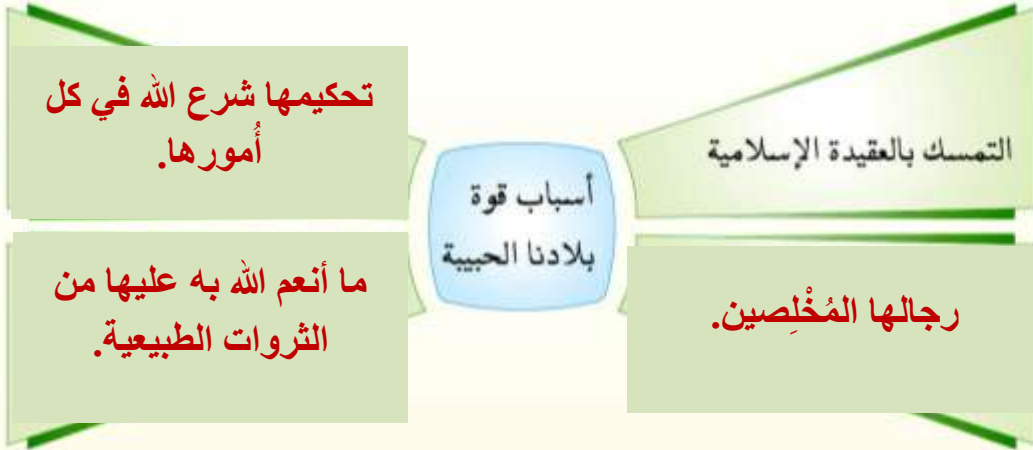 أسباب قوة
بلادنا الحبيبة
التمسك بالعقيدة الإسلامية
تحكيمها شرع الله في كل
أُمورها.
رجالها المُخْلِصين.
ما أنعم الله به عليها من
الثروات الطبيعية.